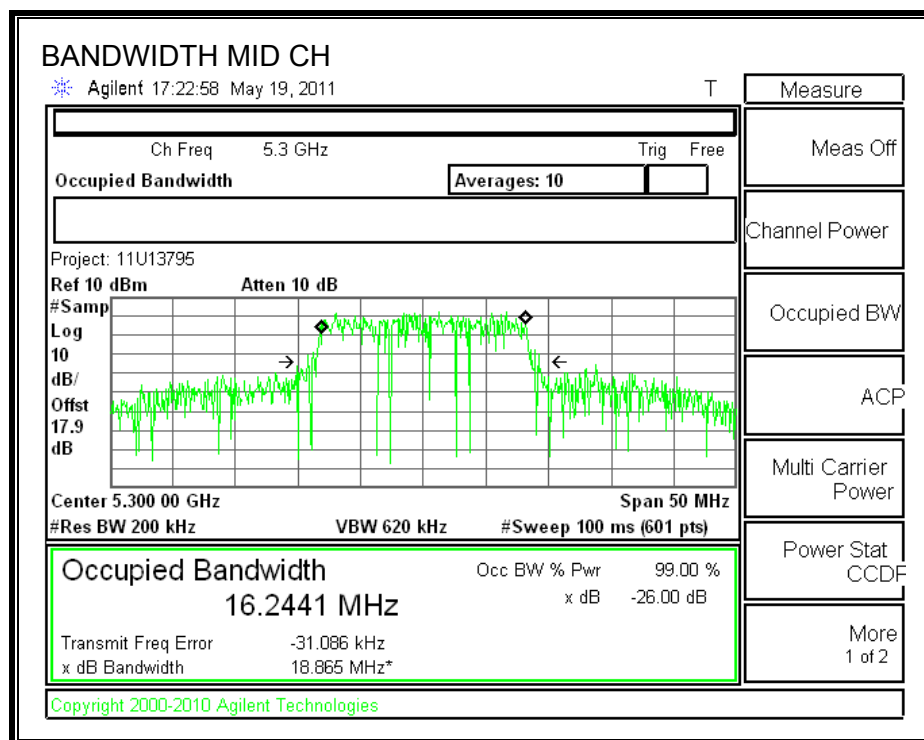 BANDWIDTH MID CH
Agilent 17:22:58 May 19, 2011 T
Ch Freq 5.3 GHz Trig Free
Occupied Bandwidth Averages: 10
Project: 11U13795
Ref 10 dBm Atten 10 dB
#Samp
Log
10
dB/
Offst
17.9
dB
Center 5.300 00 GHz Span 50 MHz
#Res BW 200 kHz VBW 620 kHz #Sweep 100 ms (601 pts)
Occupied Bandwidth Occ BW % Pwr 99.00 %
16.2441 MHz x dB -26.00 dB
Transmit Freq Error -31.086 kHz
x dB Bandwidth 18.865 MHz*
Copyright 2000-2010 Agilent Technologies
Measure
Meas Off
Channel Power
Occupied BW
ACP
Multi Carrier
Power
Power Stat
CCDF
More
1 of 2